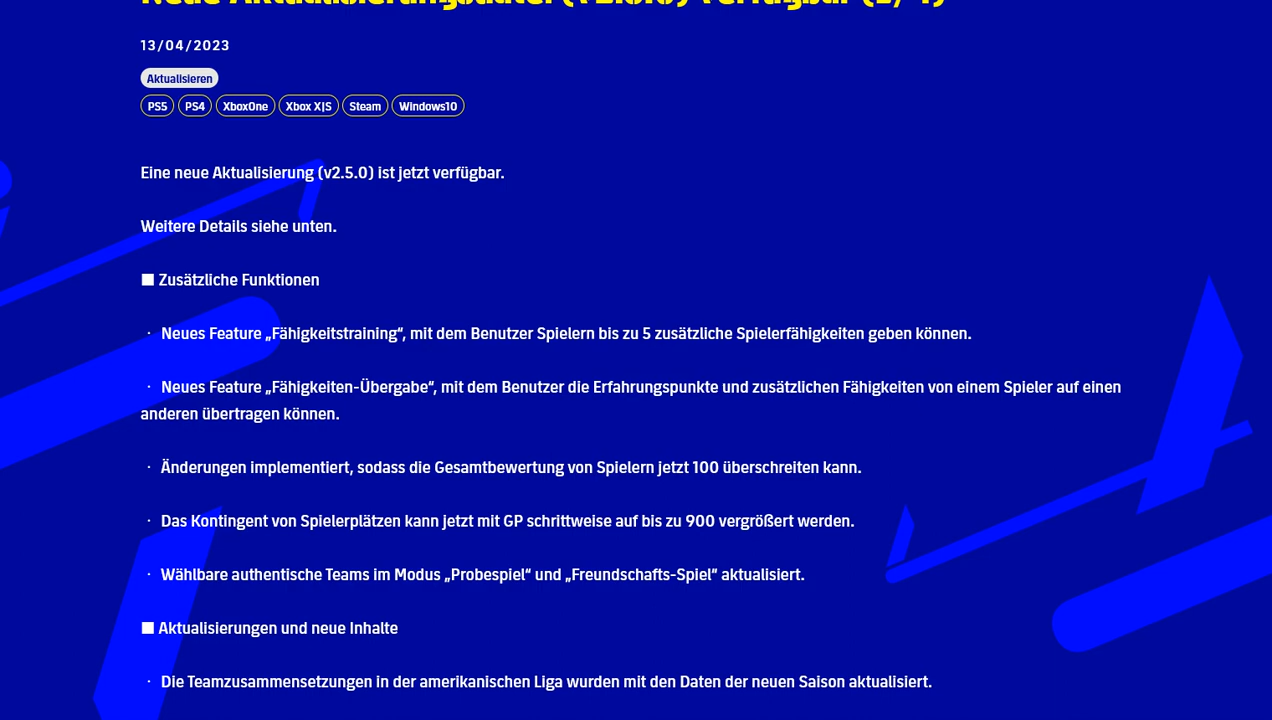 13/04/2023
Aktualisieren
PS5 PS4 XboxOne Xbox X|S Steam Windows10
Eine neue Aktualisierung (v2.5.0) ist jetzt verfügbar.
Weitere Details siehe unten.
■ Zusätzliche Funktionen
・ Neues Feature „Fähigkeitstraining“, mit dem Benutzer Spielern bis zu 5 zusätzliche Spielerfähigkeiten geben können.
・ Neues Feature „Fähigkeiten-Übergabe“, mit dem Benutzer die Erfahrungspunkte und zusätzlichen Fähigkeiten von einem Spieler auf einen
anderen übertragen können.
・ Änderungen implementiert, sodass die Gesamtbewertung von Spielern jetzt 100 überschreiten kann.
・ Das Kontingent von Spielerplätzen kann jetzt mit GP schrittweise auf bis zu 900 vergrößert werden.
・ Wählbare authentische Teams im Modus „Probespiel“ und „Freundschafts-Spiel“ aktualisiert.
■ Aktualisierungen und neue Inhalte
・ Die Teamzusammensetzungen in der amerikanischen Liga wurden mit den Daten der neuen Saison aktualisiert.